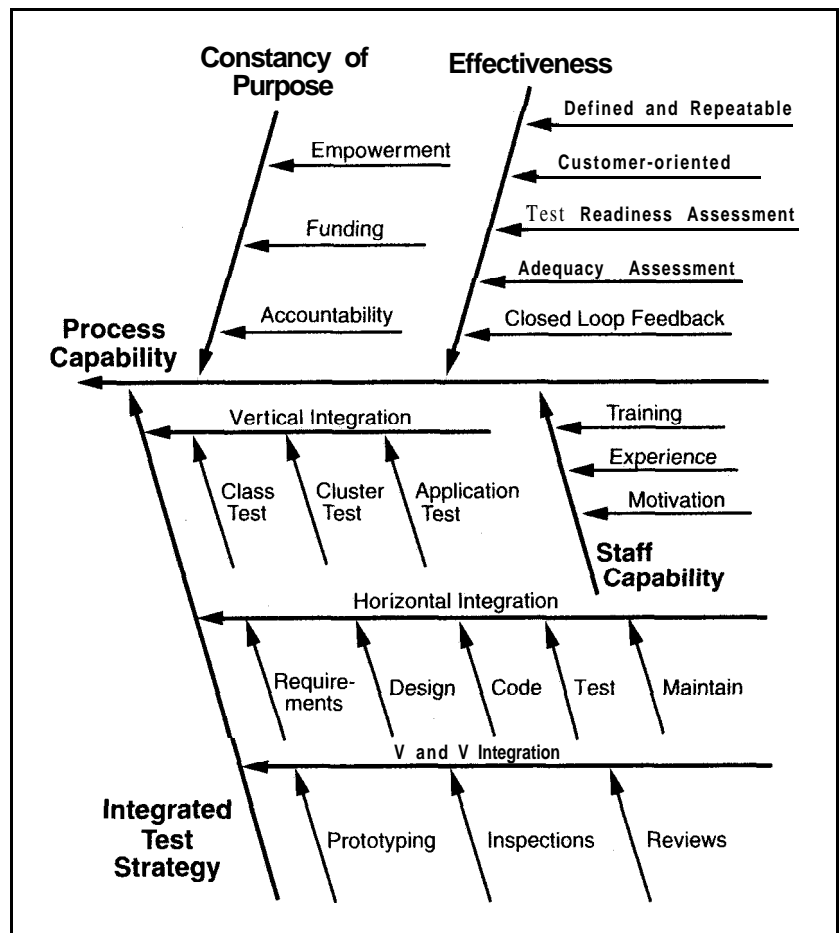 Constancy of
Purpose
Effectiveness
Defined and Repeatable
Empowerment
Customer-oriented
Funding
Test Readiness Assessment
Adequacy Assessment
Accountability
Closed Loop Feedback
Process
Capability
Vertical Integration
Training
Experience
Motivation
Class
Test
Cluster
Test
Application
Test
Staff
Capability
Horizontal Integration
Require-
ments
Design
Code
Test
Maintain
V and V Integration
Integrated
Test
Strategy
Prototyping
Inspections
Reviews